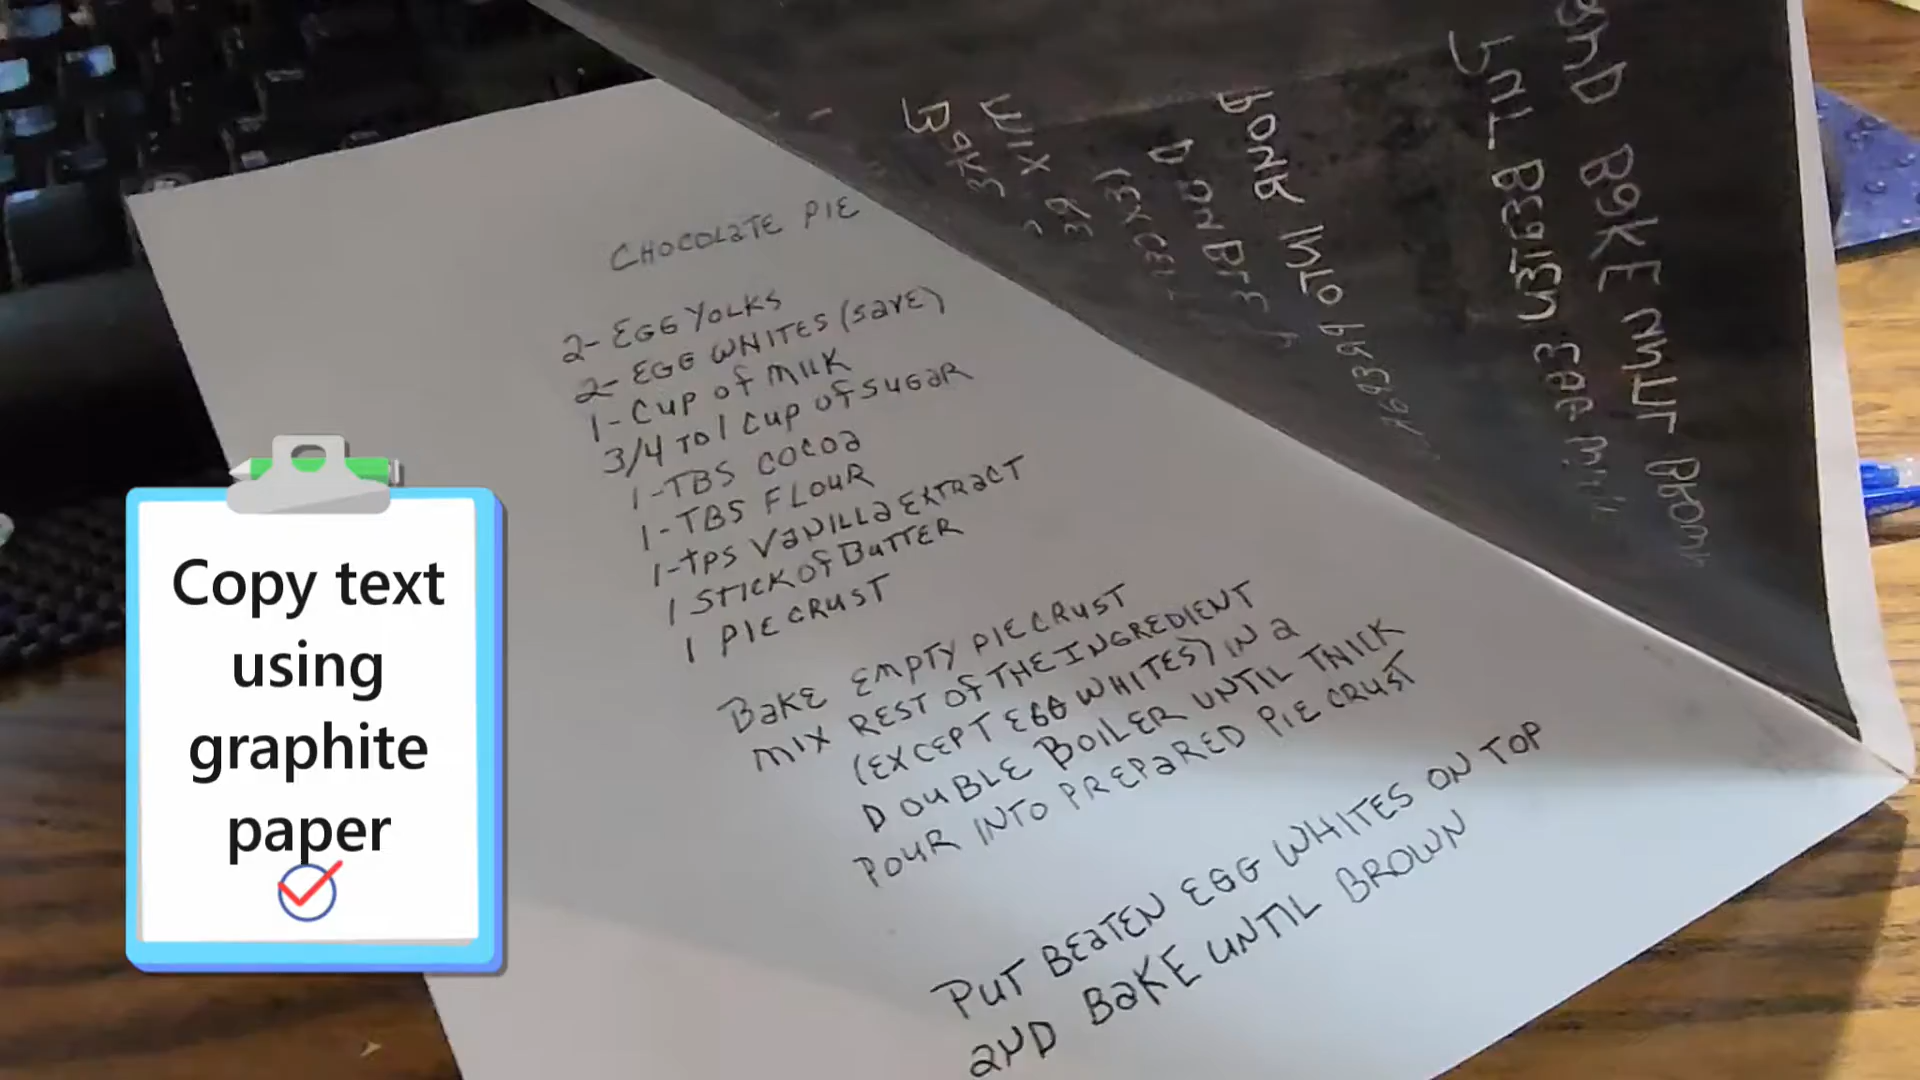 CHOCOLATE PIE
2- EGG YOLKS
2- EGG WHITES (SAVE)
1- CUP OF MILK
3/4 TO 1 CUP OF SUGAR
1-TBS COCOA
1-TBS FLOUR
1-tps VANILLA EXTRACT
1 STICK OF BUTTER
1 PIE CRUST
BAKE EMPTY PIE CRUST
MIX REST OF THE INGREDIENT
(EXCEPT EGG WHITES) IN A
DOUBLE BOILER UNTIL THICK
POUR INTO PREPARED PIE CRUST
PUT BEATEN EGG WHITES ON TOP
AND BAKE UNTIL BROWN
Copy text
using
graphite
paper